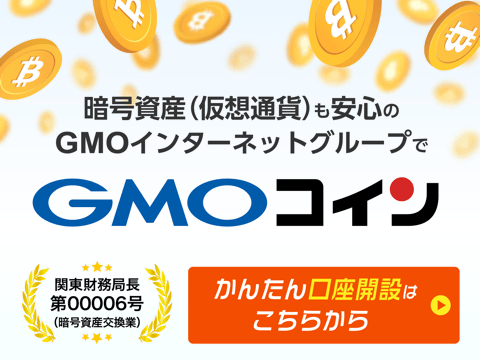 暗号資産（仮想通貨）も安心の
GMOインターネットグループで
GMOコイン
関東財務局長
第00006号
（暗号資産交換業）
かんたん口座開設は
こちらから